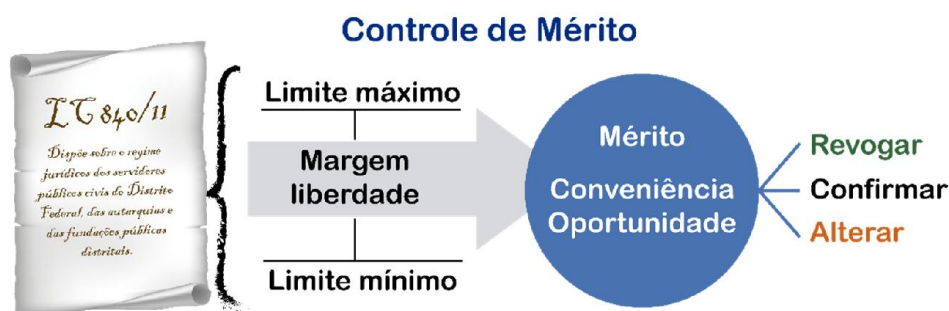 Controle de Mérito
LC 840/11
Dispõe sobre o regime
jurídicos dos servidores
públicos civis do Distrito
Federal, das autarquias e
das fundações públicas
distritais.
Limite máximo
Margem
liberdade
Limite mínimo
Mérito
Conveniência
Oportunidade
Revogar
Confirmar
Alterar